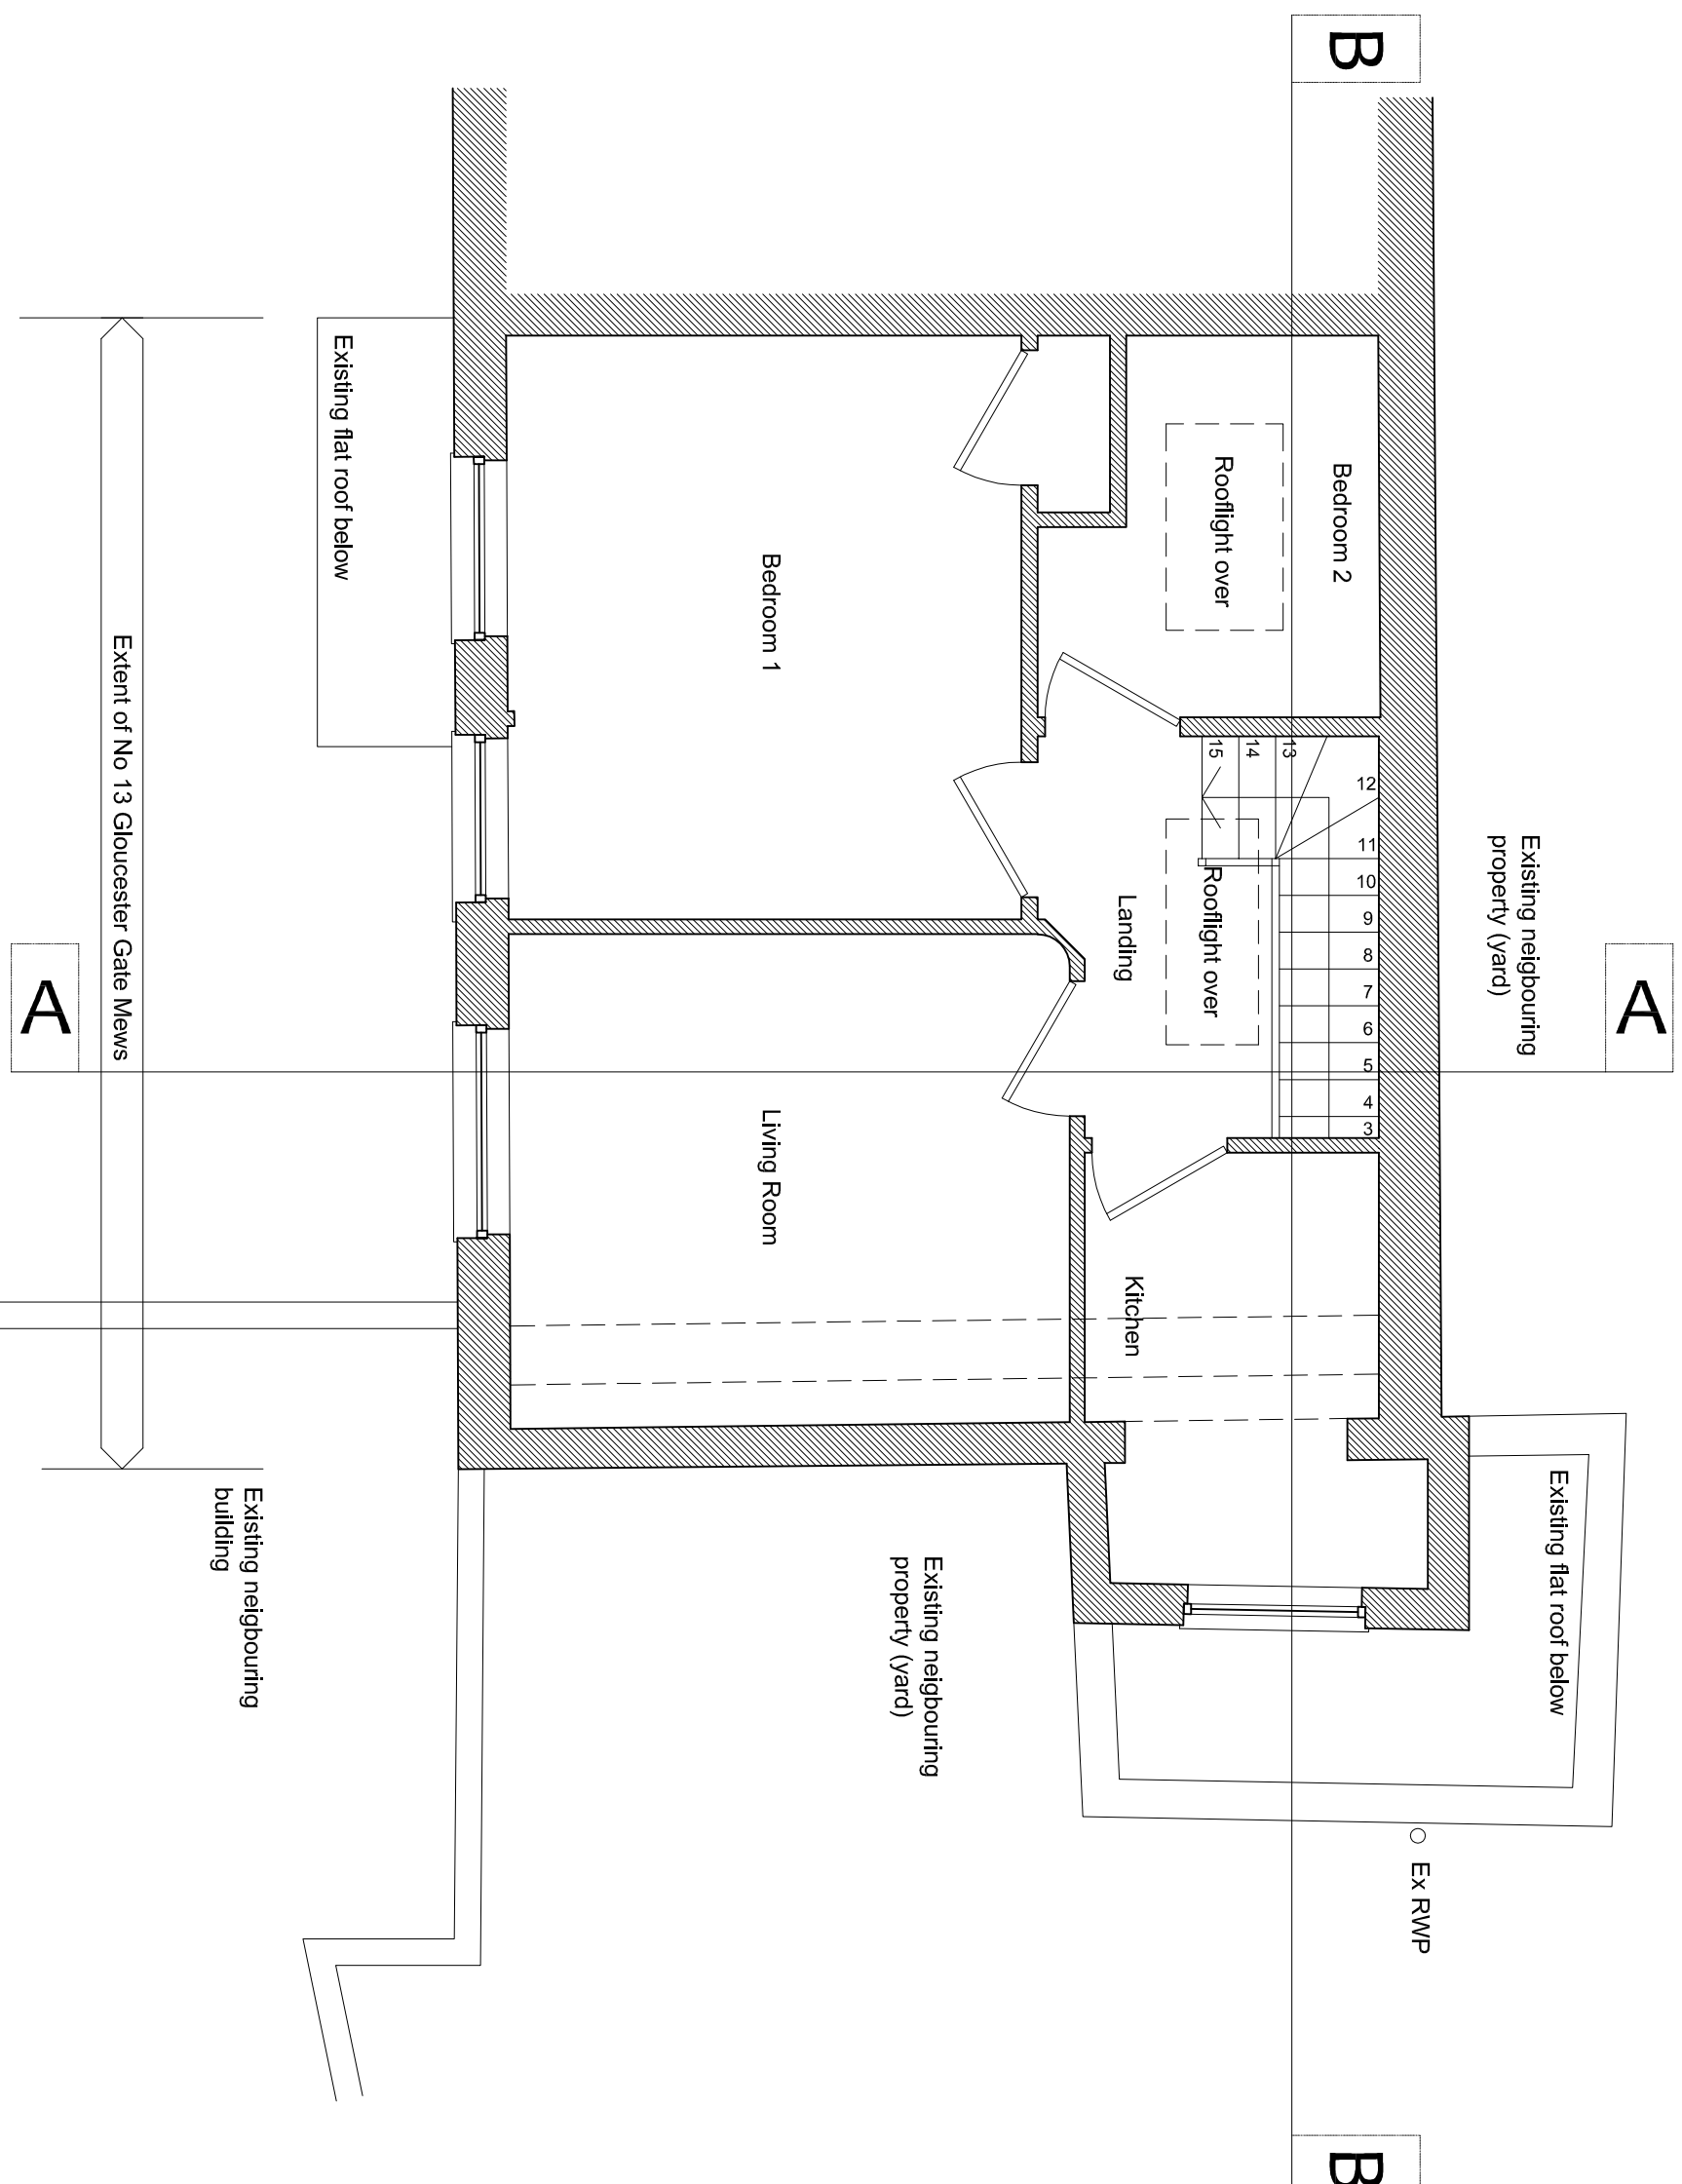 B
Existing neigbouring
property (yard)
A
Existing flat roof below
Ex RWP
B
Bedroom 2
Rooflight over
15
14
13
12
11
10
9
8
7
6
5
4
3
Rooflight over
Landing
Kitchen
Bedroom 1
Living Room
Existing neigbouring
property (yard)
Existing flat roof below
Existing neigbouring
building
Extent of No 13 Gloucester Gate Mews
A